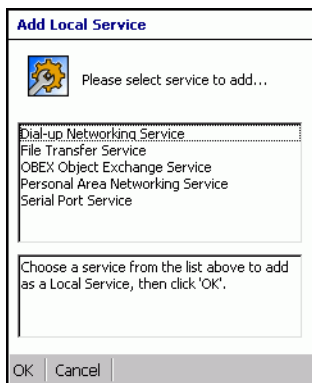 Add Local Service
Please select service to add...
Dial-up Networking Service
File Transfer Service
OBEX Object Exchange Service
Personal Area Networking Service
Serial Port Service
Choose a service from the list above to add
as a Local Service, then click 'OK'.
OK Cancel